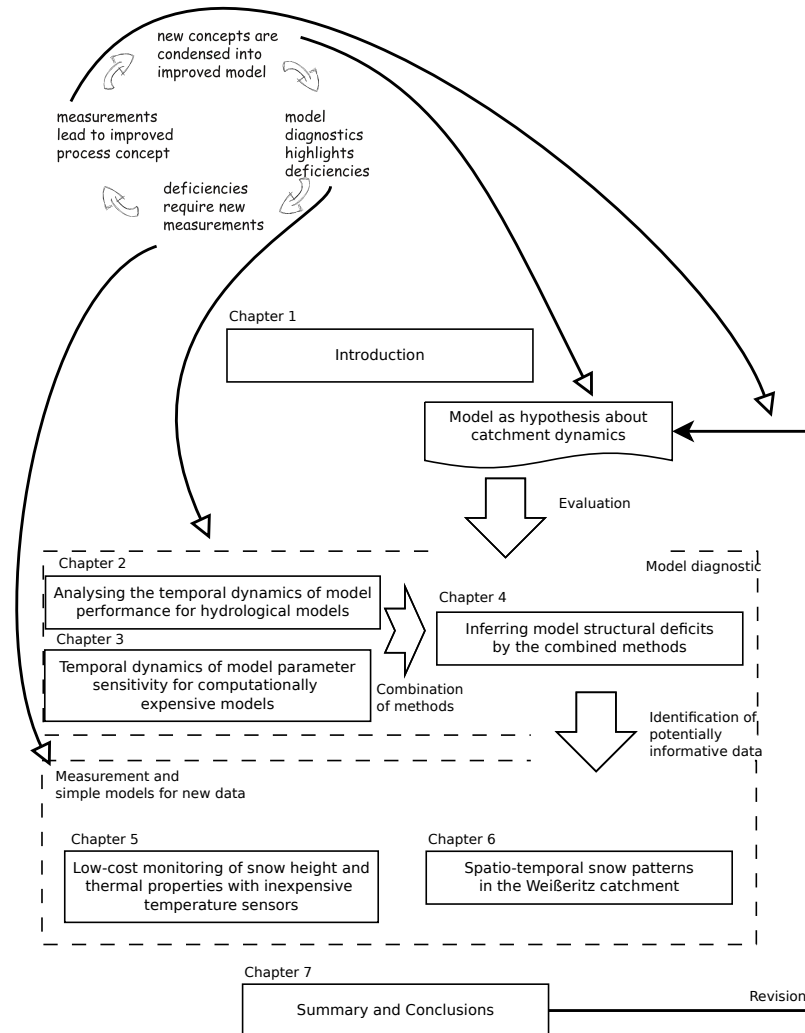 new concepts are
condensed into
improved model
measurements
lead to improved
process concept
model
diagnostics
highlights
deficiencies
deficiencies
require new
measurements
Chapter 1
Introduction
Model as hypothesis about
catchment dynamics
Evaluation
Model diagnostic
Chapter 2
Analysing the temporal dynamics of model
performance for hydrological models
Chapter 3
Temporal dynamics of model parameter
sensitivity for computationally
expensive models
Combination
of methods
Chapter 4
Inferring model structural deficits
by the combined methods
Identification of
potentially
informative data
Measurement and
simple models for new data
Chapter 5
Low-cost monitoring of snow height and
thermal properties with inexpensive
temperature sensors
Chapter 6
Spatio-temporal snow patterns
in the Weißeritz catchment
Chapter 7
Summary and Conclusions
Revision